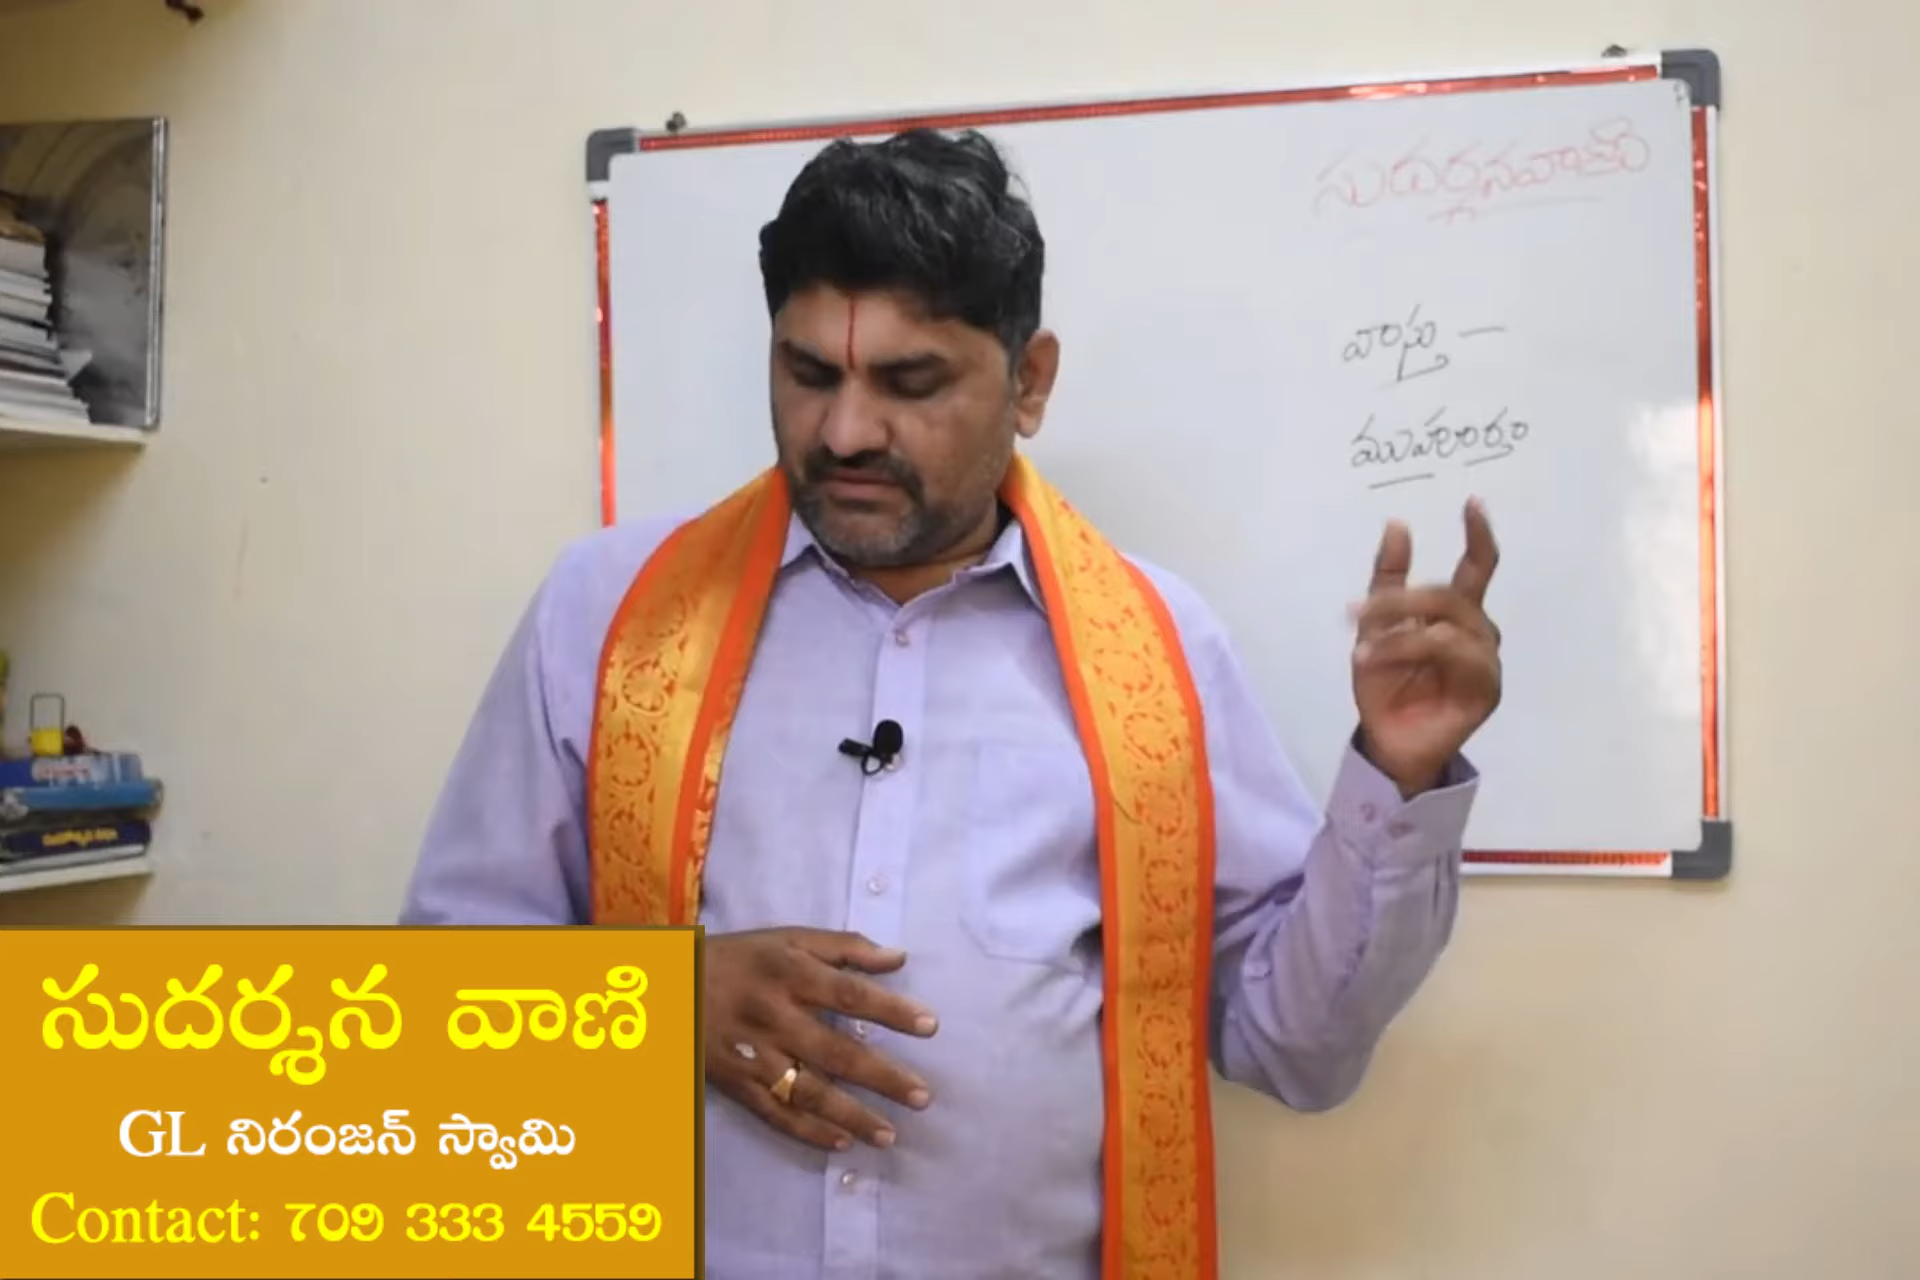 సుదర్శనవాణి
వాస్తు –
ముహూర్తం
సుదర్శన వాణి
GL నిరంజన్ స్వామి
Contact: 709 333 4559